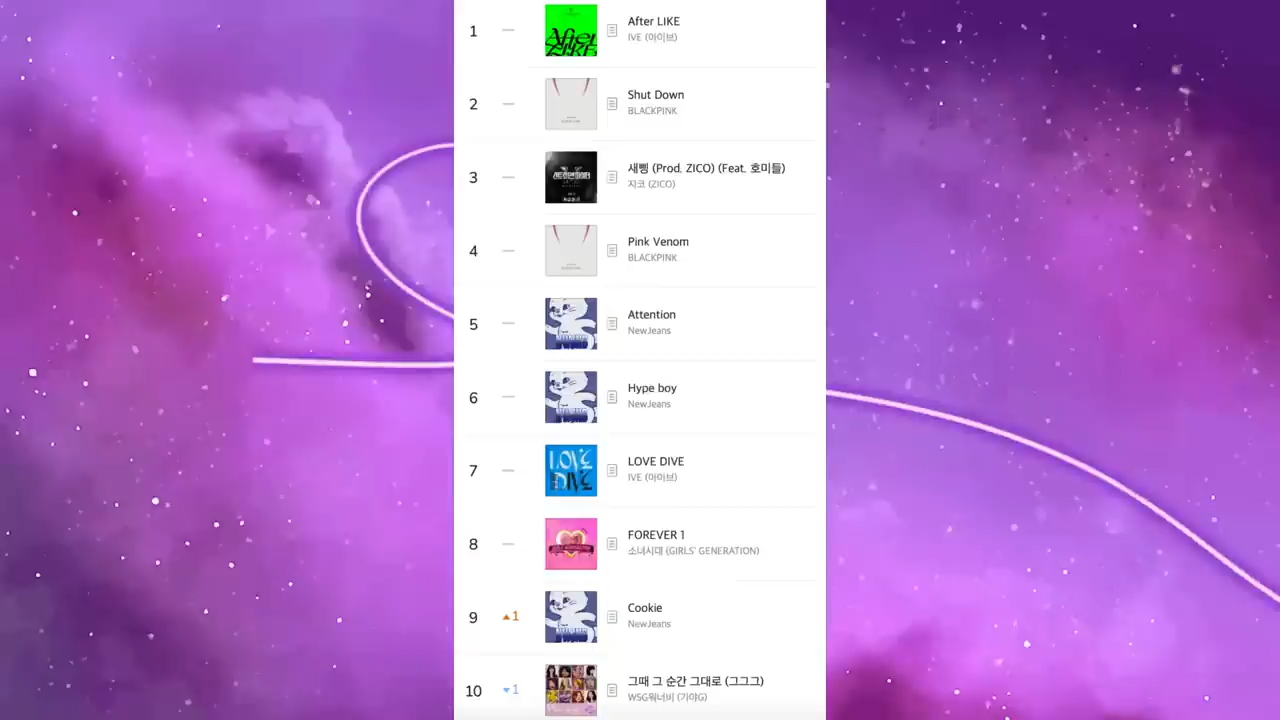 1
After LIKE
IVE (아이브)
2
Shut Down
BLACKPINK
3
새삥 (Prod. ZICO) (Feat. 호미들)
지코 (ZICO)
4
Pink Venom
BLACKPINK
5
Attention
NewJeans
6
Hype boy
NewJeans
7
LOVE DIVE
IVE (아이브)
8
FOREVER 1
소녀시대 (GIRLS' GENERATION)
9
1
Cookie
NewJeans
10
1
그때 그 순간 그대로 (그그그)
WSG워너비 (가야G)